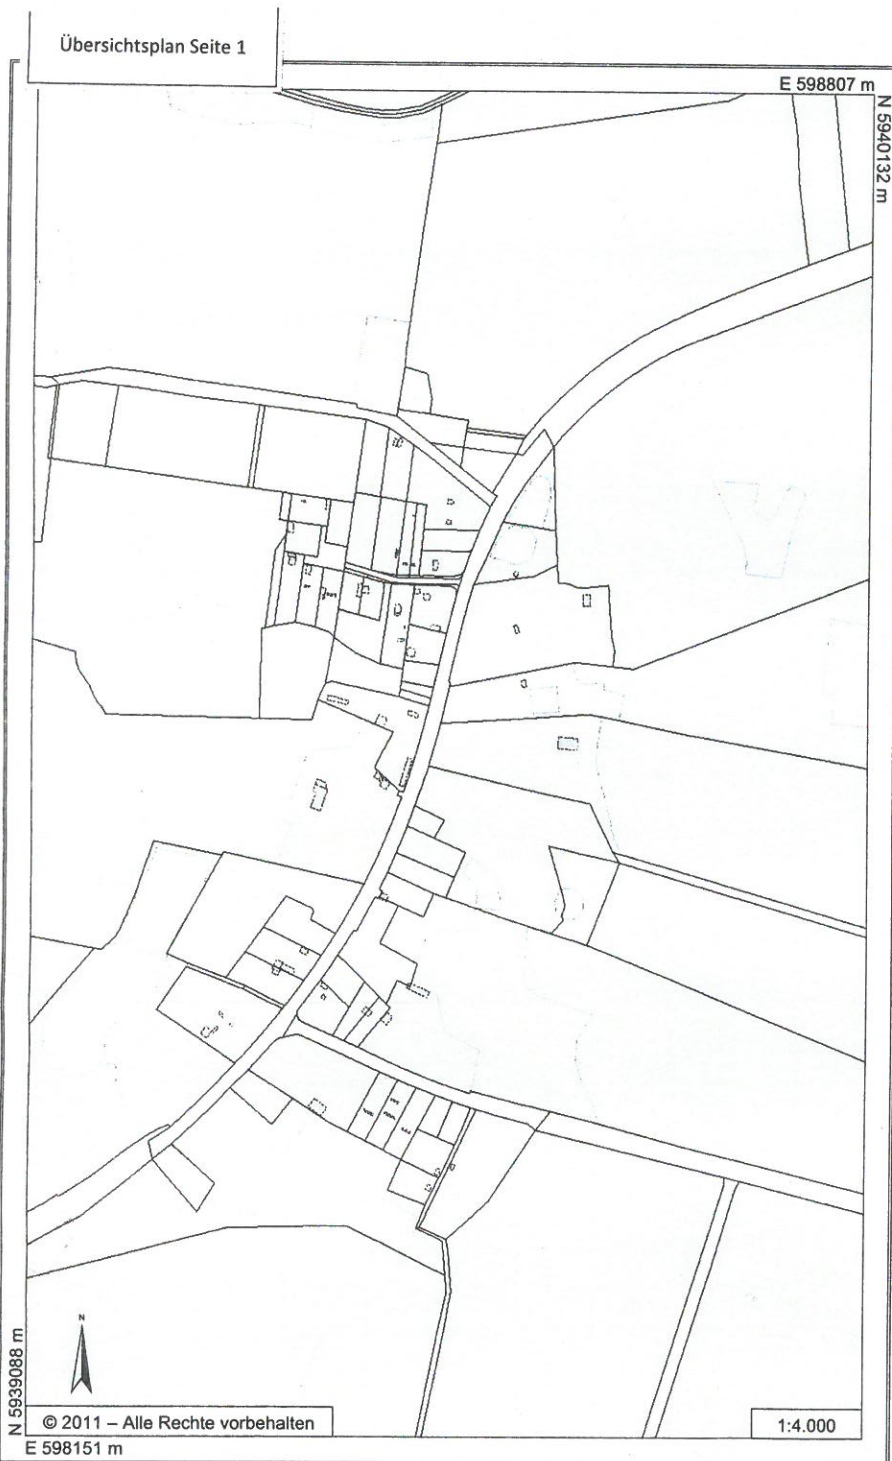 Übersichtsplan Seite 1
E 598807 m
N 5940132 m
N
N 5939088 m
© 2011 – Alle Rechte vorbehalten
1:4.000
E 598151 m